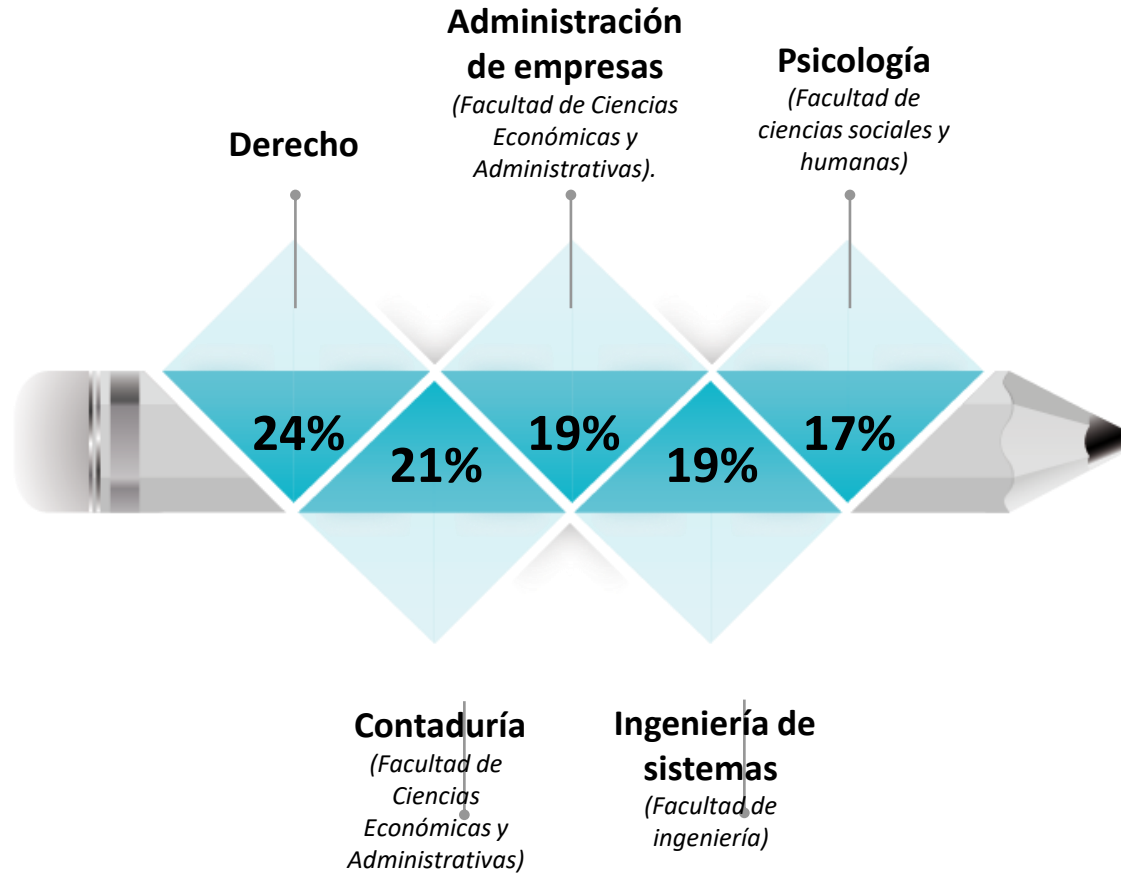 Derecho
Administración
de empresas
(Facultad de Ciencias
Económicas y
Administrativas).
Psicología
(Facultad de
ciencias sociales y
humanas)
24%
21%
19%
19%
17%
Contaduría
(Facultad de
Ciencias
Económicas y
Administrativas)
Ingeniería de
sistemas
(Facultad de
ingeniería)